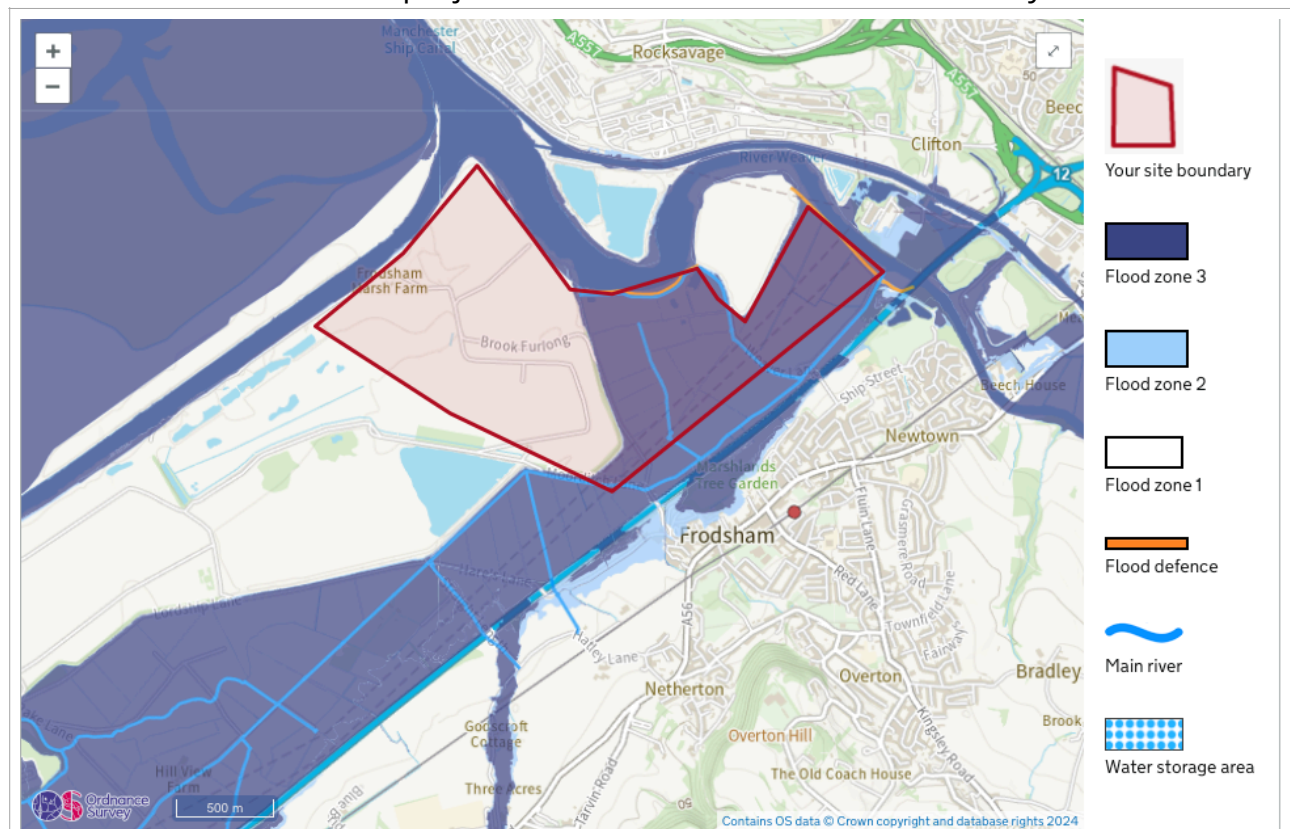 +
−
Manchester
Ship Canal
A557
Rocksavage
A557
50
Beec
Clifton
River Weaver
12
Frodsham
Marsh Farm
Brook Furlong
Ship Street
Beech House
Newtown
Marshlands
Tree Garden
Frodsham
Fluin Lane
Grasmere Road
Red Lane
Townfield Lane
Fairways
Lordship Lane
Hare's Lane
A56
Hatley Lane
Netherton
Overton
Bradley
Kingsley Road
Brook
Godscroft
Cottage
Overton Hill
Hill View
Farm
The Old Coach House
Three Acres
Tarvin Road
50
Ordnance
Survey
500 m
Contains OS data © Crown copyright and database rights 2024
Your site boundary
Flood zone 3
Flood zone 2
Flood zone 1
Flood defence
Main river
Water storage area